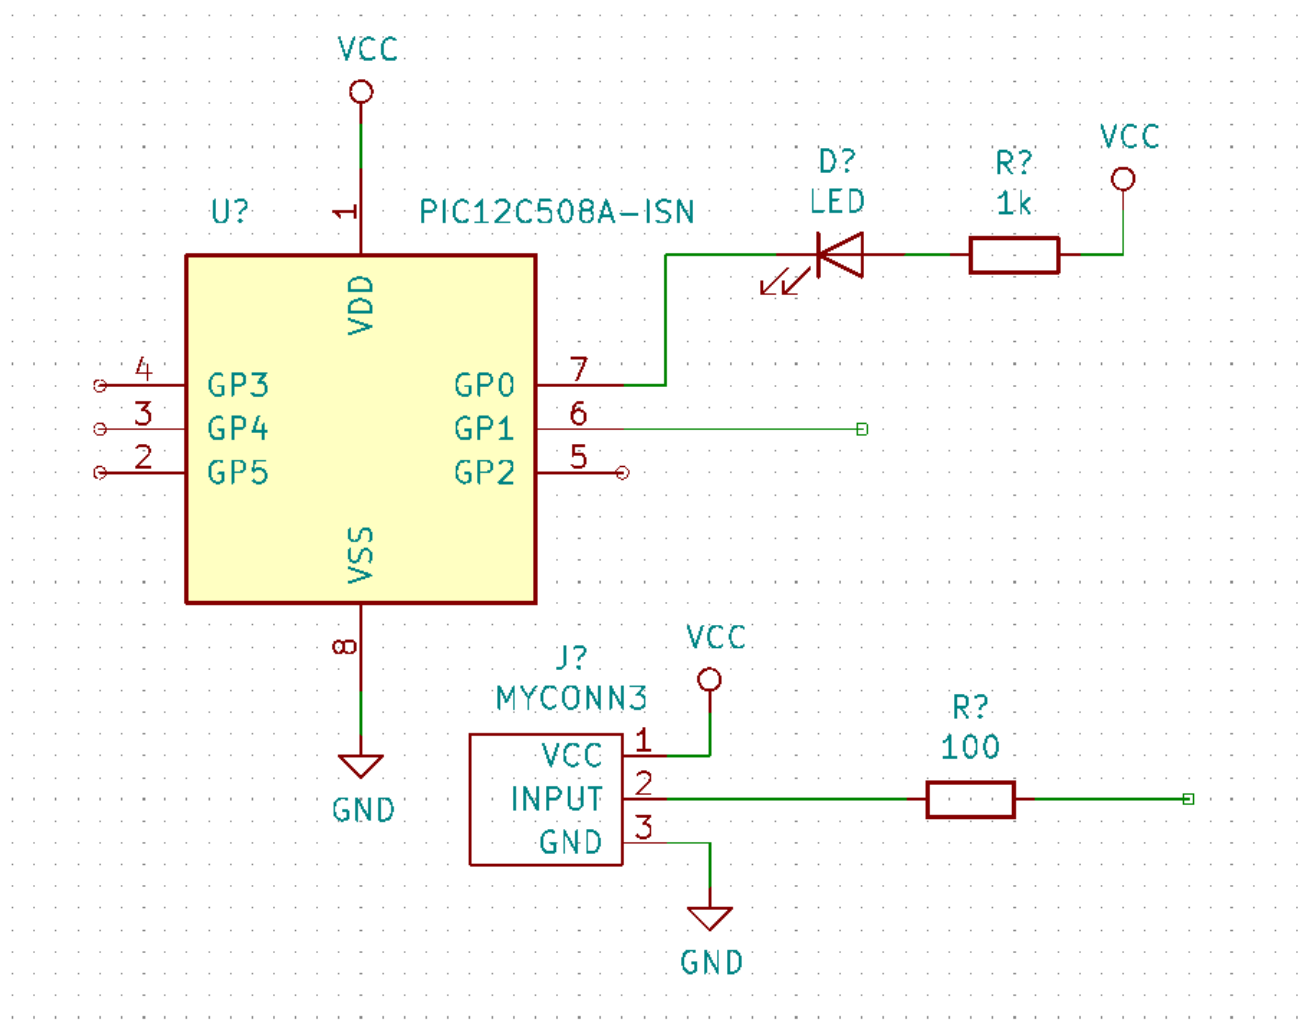 VCC
VCC
D?
R?
LED
1k
U?
1
PIC12C508A-ISN
VDD
4
GP3
GP0
7
3
GP4
GP1
6
2
GP5
GP2
5
VSS
8
GND
J?
MYCONN3
VCC
VCC
1
INPUT
2
GND
3
GND
R?
100